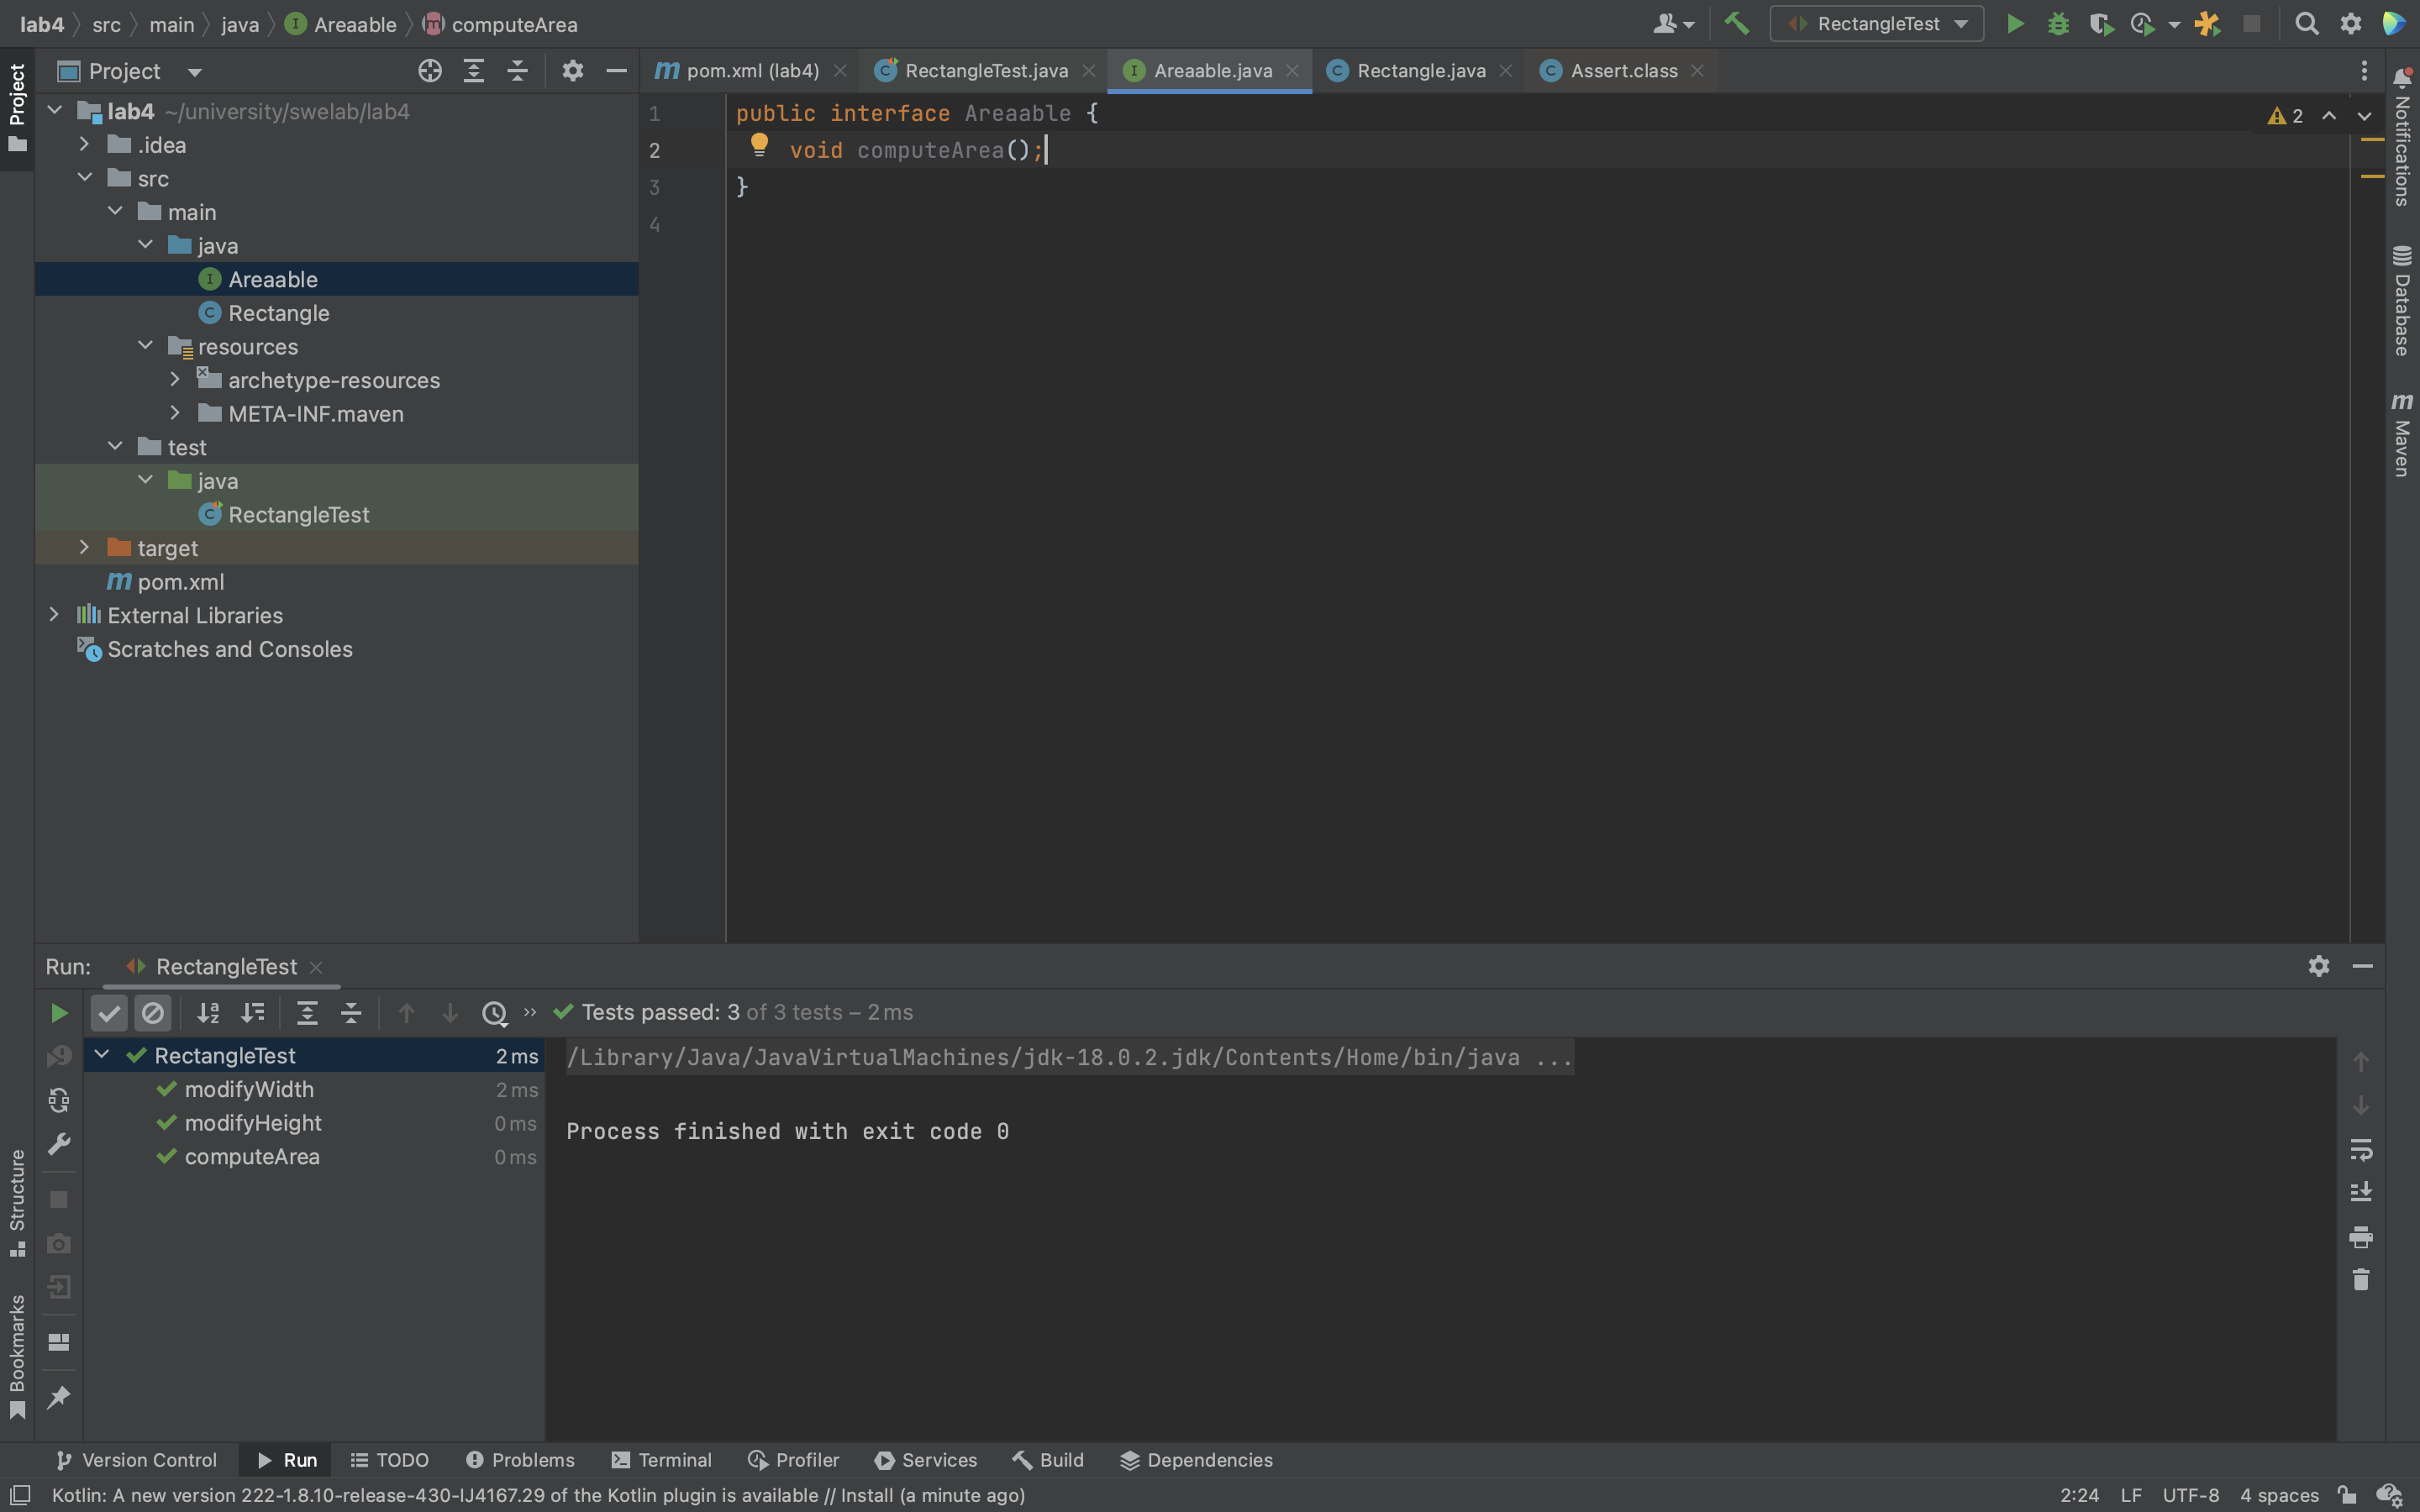 lab4 src main java Areaable computeArea RectangleTest
Project
Project
pom.xml (lab4) RectangleTest.java Areaable.java Rectangle.java Assert.class
lab4 ~/university/swelab/lab4
.idea
src
main
java
Areaable
Rectangle
resources
archetype-resources
META-INF.maven
test
java
RectangleTest
target
pom.xml
External Libraries
Scratches and Consoles
1 public interface Areaable {
2 void computeArea();
3 }
4
2
Notifications
Database
Maven
Run: RectangleTest
Tests passed: 3 of 3 tests – 2 ms
RectangleTest 2 ms
modifyWidth 2 ms
modifyHeight 0 ms
computeArea 0 ms
/Library/Java/JavaVirtualMachines/jdk-18.0.2.jdk/Contents/Home/bin/java ...
Process finished with exit code 0
Structure
Bookmarks
Version Control Run TODO Problems Terminal Profiler Services Build Dependencies
Kotlin: A new version 222-1.8.10-release-430-IJ4167.29 of the Kotlin plugin is available // Install (a minute ago) 2:24 LF UTF-8 4 spaces